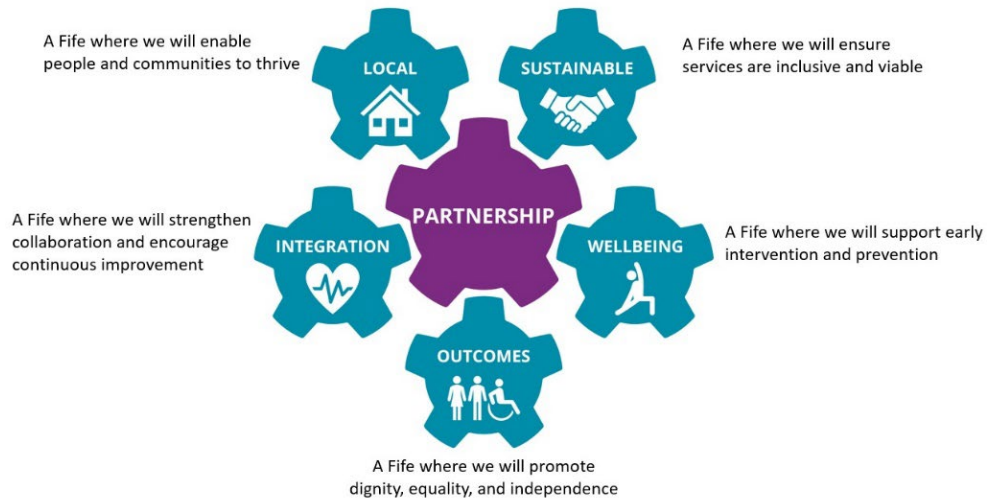 A Fife where we will enable
people and communities to thrive
LOCAL
SUSTAINABLE
A Fife where we will ensure
services are inclusive and viable
PARTNERSHIP
A Fife where we will strengthen
collaboration and encourage
continuous improvement
INTEGRATION
WELLBEING
A Fife where we will support early
intervention and prevention
OUTCOMES
A Fife where we will promote
dignity, equality, and independence